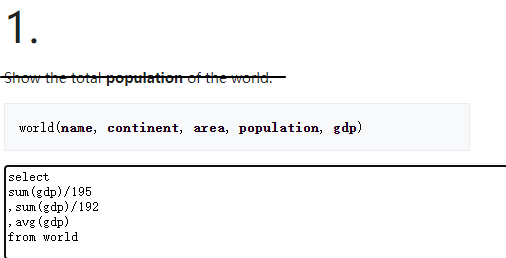 1.
Show the total population of the world.
world(name, continent, area, population, gdp)
select
sum(gdp)/195
,sum(gdp)/192
,avg(gdp)
from world